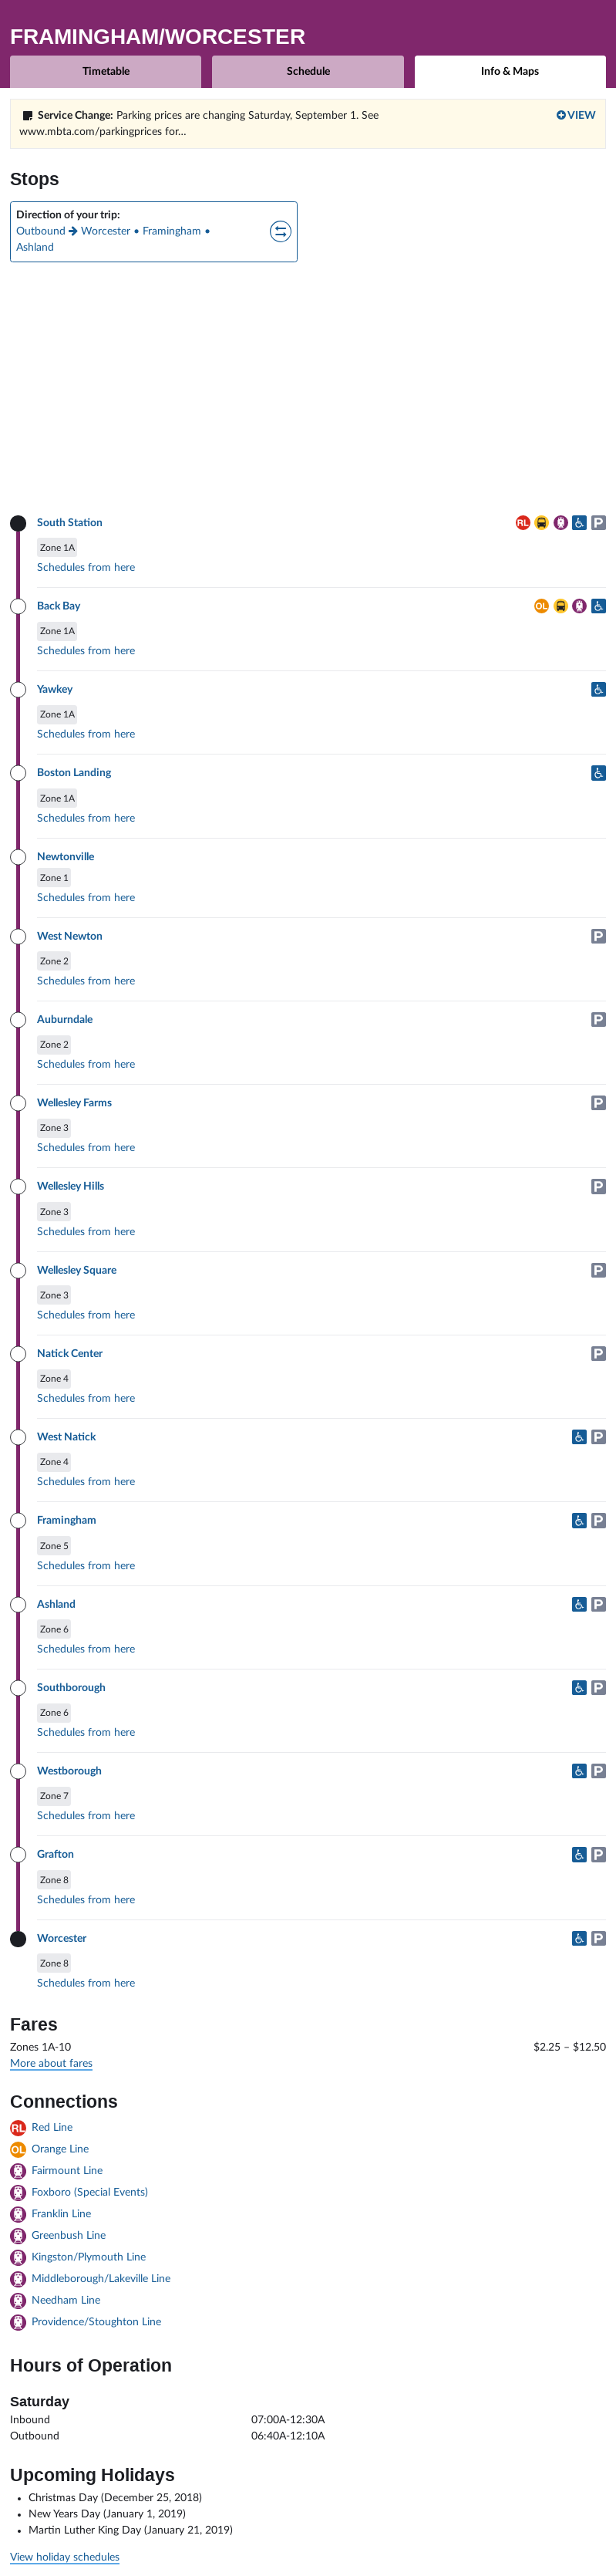 FRAMINGHAM/WORCESTER
Timetable
Schedule
Info & Maps
Service Change: Parking prices are changing Saturday, September 1. See
www.mbta.com/parkingprices for...
VIEW
Stops
Direction of your trip:
Outbound Worcester • Framingham •
Ashland
South Station
RL
P
Zone 1A
Schedules from here
Back Bay
OL
Zone 1A
Schedules from here
Yawkey
Zone 1A
Schedules from here
Boston Landing
Zone 1A
Schedules from here
Newtonville
Zone 1
Schedules from here
West Newton
P
Zone 2
Schedules from here
Auburndale
P
Zone 2
Schedules from here
Wellesley Farms
P
Zone 3
Schedules from here
Wellesley Hills
P
Zone 3
Schedules from here
Wellesley Square
P
Zone 3
Schedules from here
Natick Center
P
Zone 4
Schedules from here
West Natick
P
Zone 4
Schedules from here
Framingham
P
Zone 5
Schedules from here
Ashland
P
Zone 6
Schedules from here
Southborough
P
Zone 6
Schedules from here
Westborough
P
Zone 7
Schedules from here
Grafton
P
Zone 8
Schedules from here
Worcester
P
Zone 8
Schedules from here
Fares
Zones 1A-10 $2.25 – $12.50
More about fares
Connections
RL Red Line
OL Orange Line
Fairmount Line
Foxboro (Special Events)
Franklin Line
Greenbush Line
Kingston/Plymouth Line
Middleborough/Lakeville Line
Needham Line
Providence/Stoughton Line
Hours of Operation
Saturday
Inbound 07:00A-12:30A
Outbound 06:40A-12:10A
Upcoming Holidays
• Christmas Day (December 25, 2018)
• New Years Day (January 1, 2019)
• Martin Luther King Day (January 21, 2019)
View holiday schedules